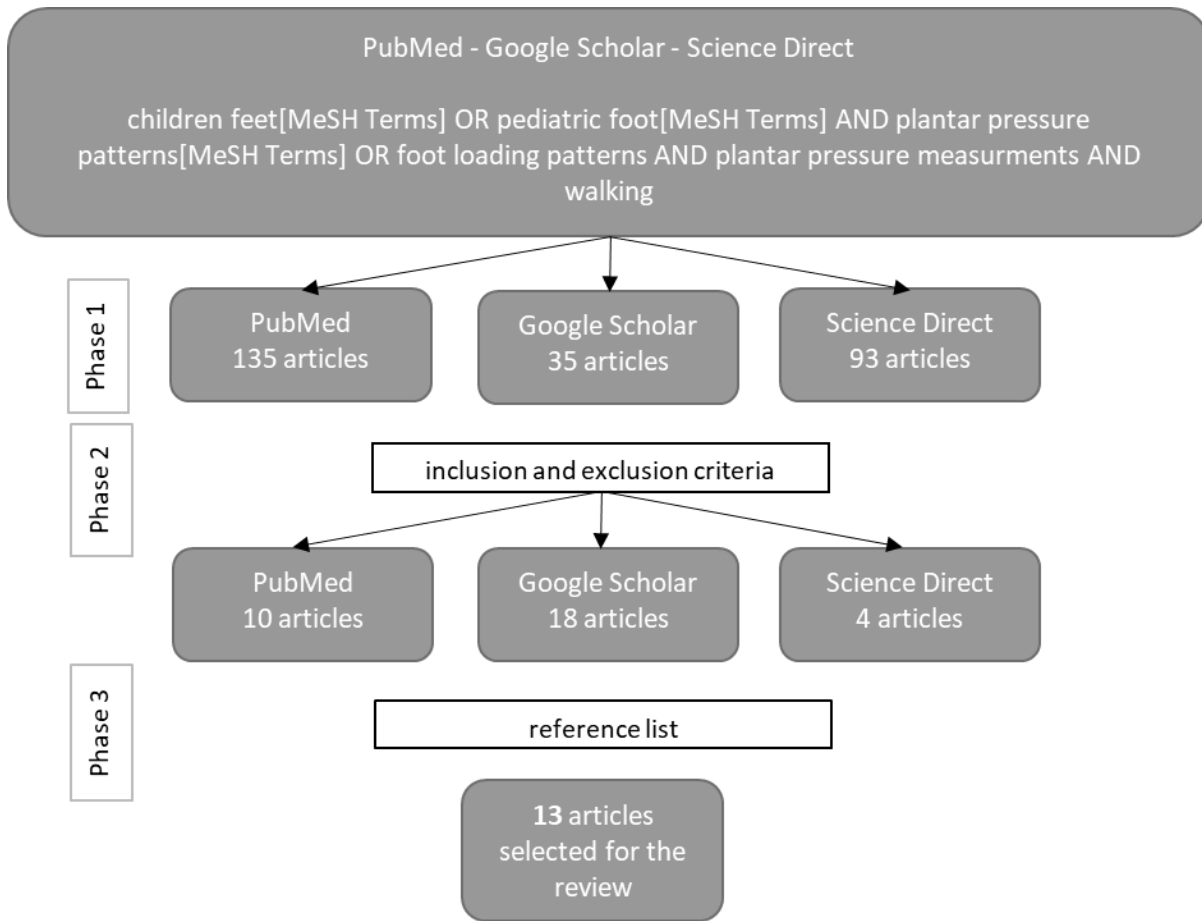 PubMed - Google Scholar - Science Direct
children feet[MeSH Terms] OR pediatric foot[MeSH Terms] AND plantar pressure
patterns[MeSH Terms] OR foot loading patterns AND plantar pressure measurments AND
walking
Phase 1
PubMed
135 articles
Google Scholar
35 articles
Science Direct
93 articles
Phase 2
inclusion and exclusion criteria
PubMed
10 articles
Google Scholar
18 articles
Science Direct
4 articles
Phase 3
reference list
13 articles
selected for the
review